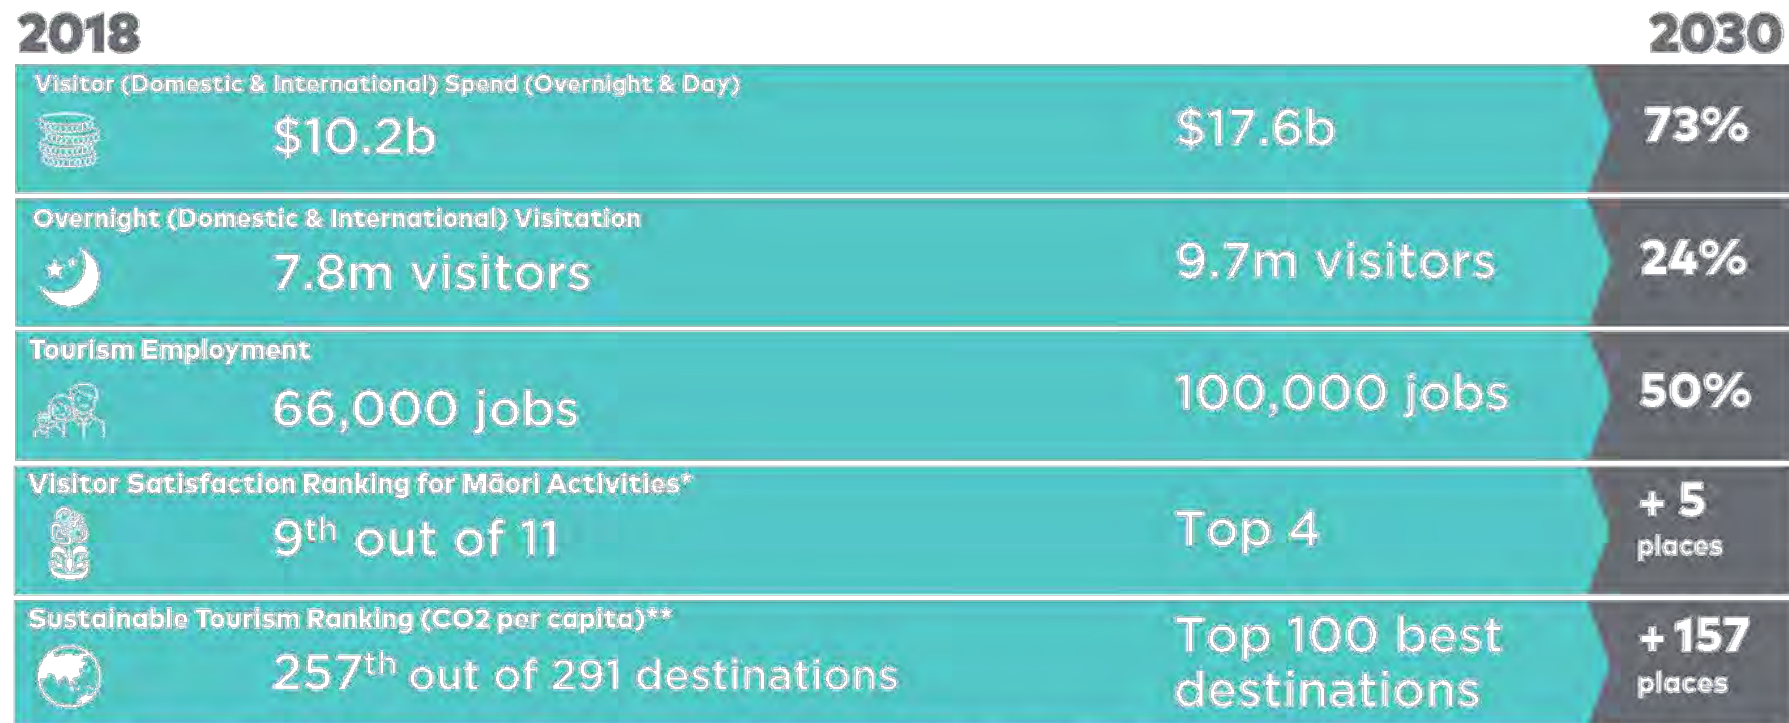 2018
2030
Visitor (Domestic & International) Spend (Overnight & Day)
$10.2b
$17.6b
73%
Overnight (Domestic & International) Visitation
7.8m visitors
9.7m visitors
24%
Tourism Employment
66,000 jobs
100,000 jobs
50%
Visitor Satisfaction Ranking for Māori Activities*
9th out of 11
Top 4
+ 5
places
Sustainable Tourism Ranking (CO2 per capita)**
257th out of 291 destinations
Top 100 best
destinations
+ 157
places